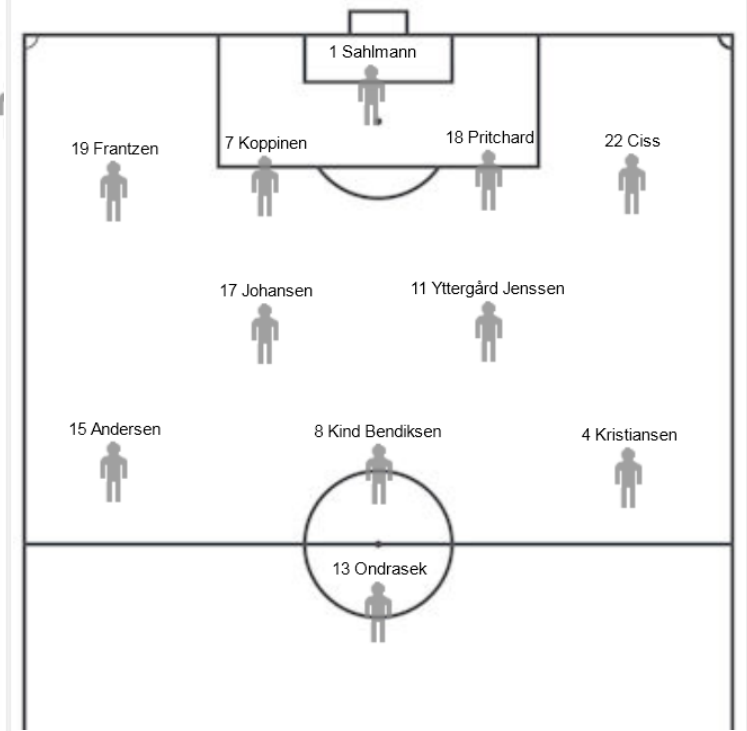 1 Sahlmann
19 Frantzen
7 Koppinen
18 Pritchard
22 Ciss
17 Johansen
11 Yttergård Jenssen
15 Andersen
8 Kind Bendiksen
4 Kristiansen
13 Ondrasek